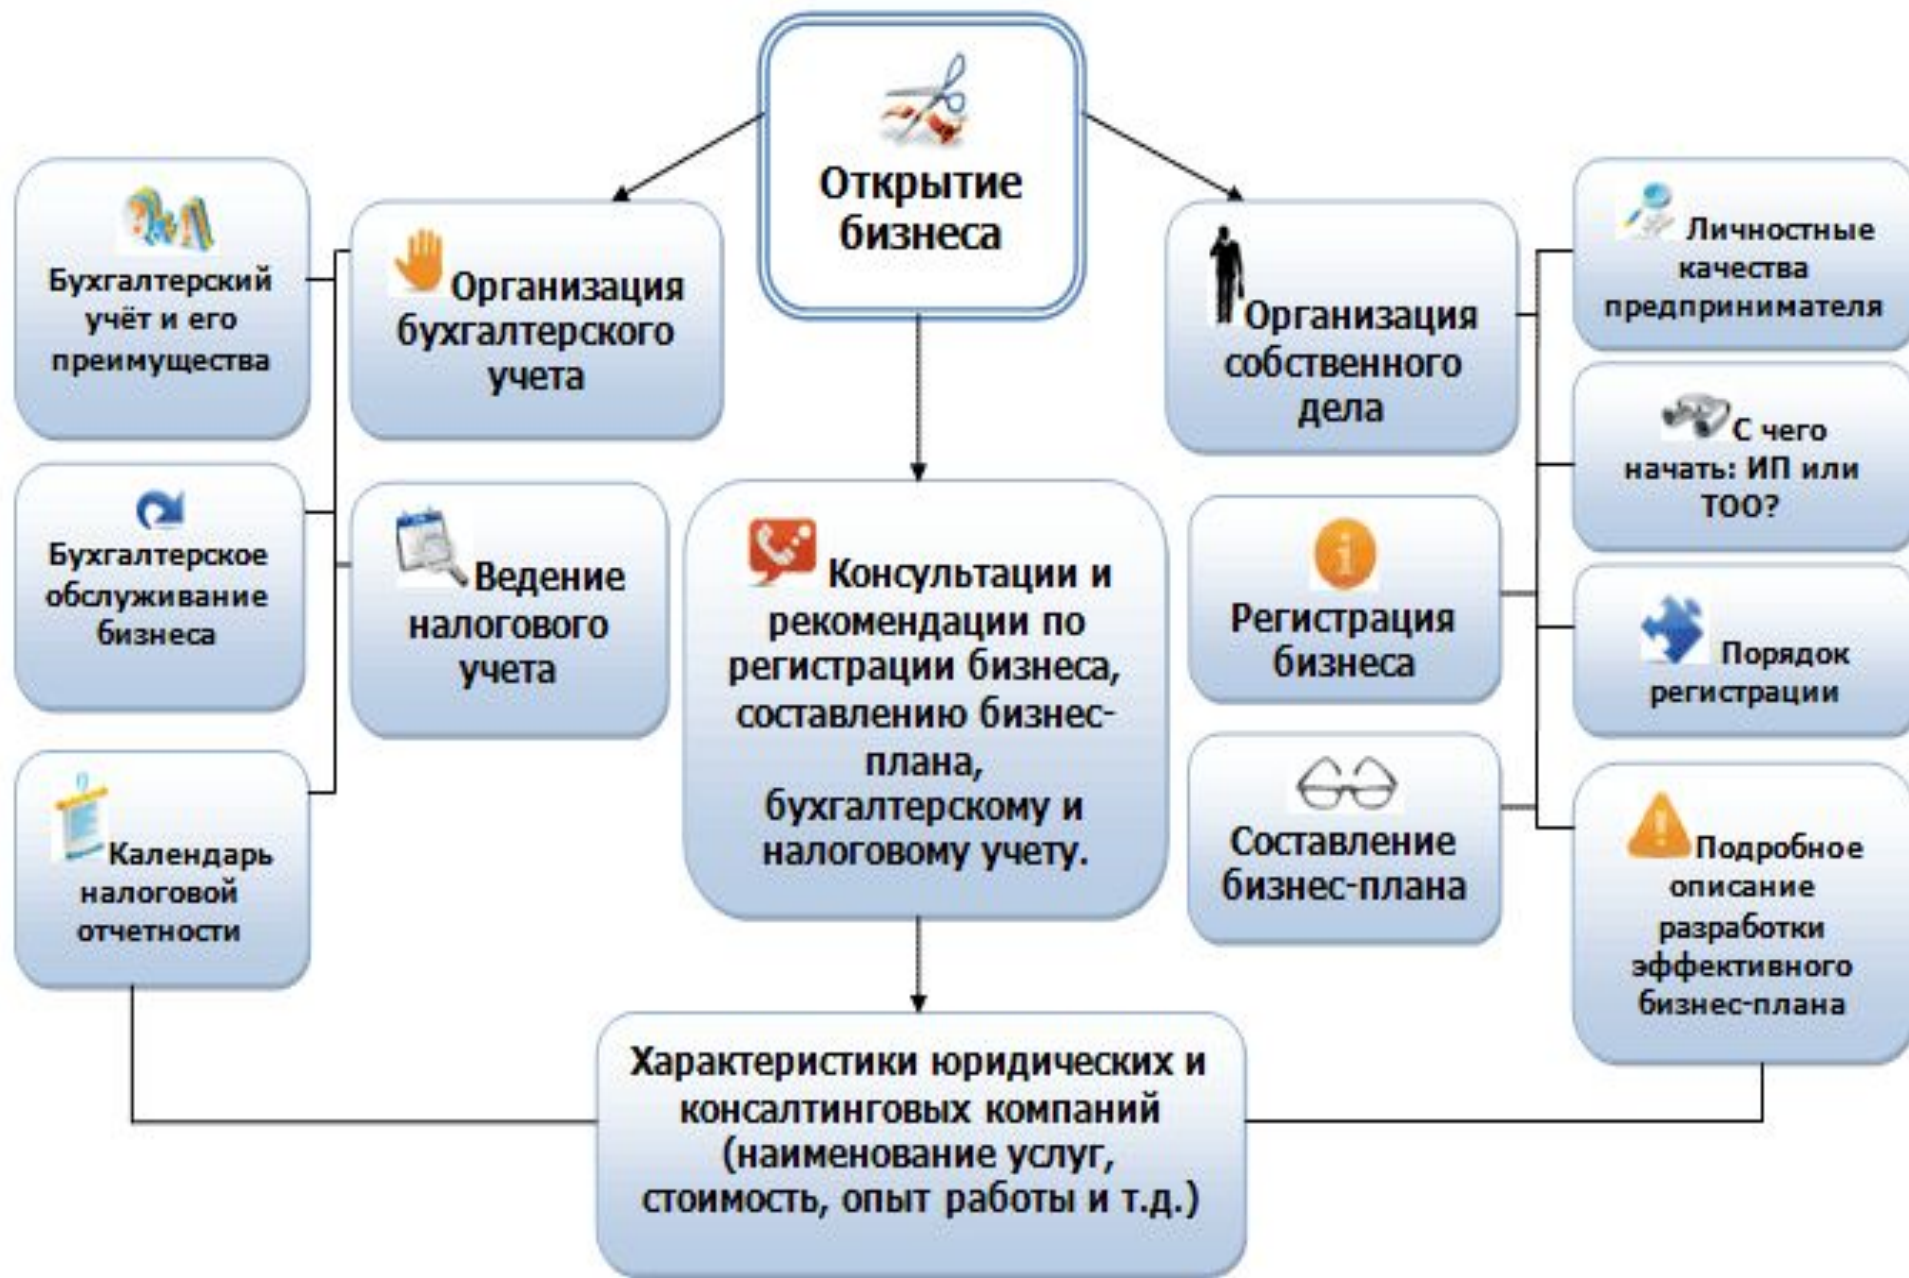 Открытие
бизнеса
Бухгалтерский
учёт и его
преимущества
Организация
бухгалтерского
учета
Организация
собственного
дела
Личностные
качества
предпринимателя
С чего
начать: ИП или
ТОО?
Бухгалтерское
обслуживание
бизнеса
Ведение
налогового
учета
Консультации и
рекомендации по
регистрации бизнеса,
составлению бизнес-
плана,
бухгалтерскому и
налоговому учету.
Регистрация
бизнеса
Порядок
регистрации
Календарь
налоговой
отчетности
Составление
бизнес-плана
Подробное
описание
разработки
эффективного
бизнес-плана
Характеристики юридических и
консалтинговых компаний
(наименование услуг,
стоимость, опыт работы и т.д.)